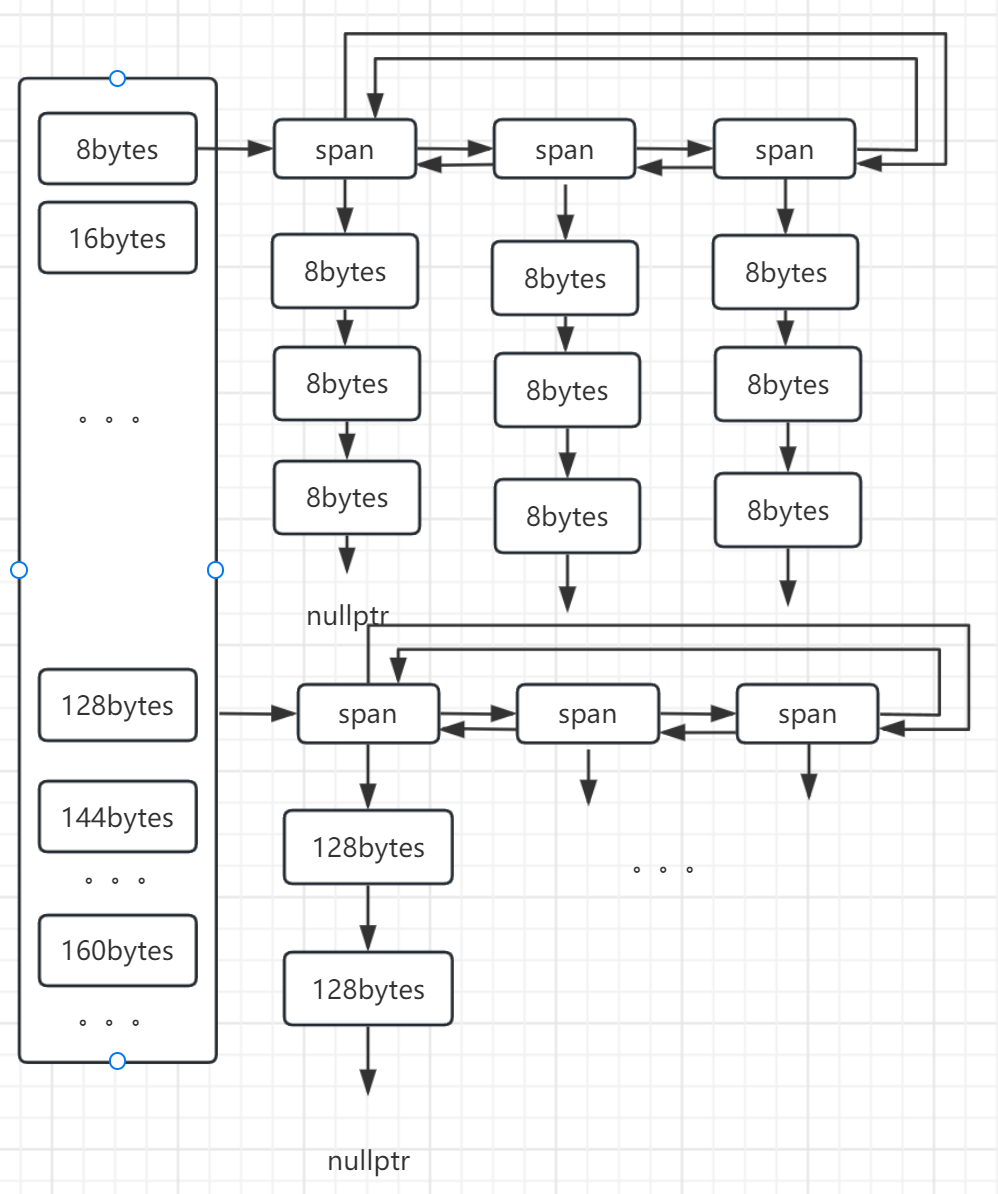 8bytes
span
span
span
16bytes
8bytes
8bytes
8bytes
8bytes
8bytes
8bytes
。。。
8bytes
8bytes
8bytes
nullptr
128bytes
span
span
span
144bytes
128bytes
。。。
。。。
160bytes
128bytes
。。。
nullptr